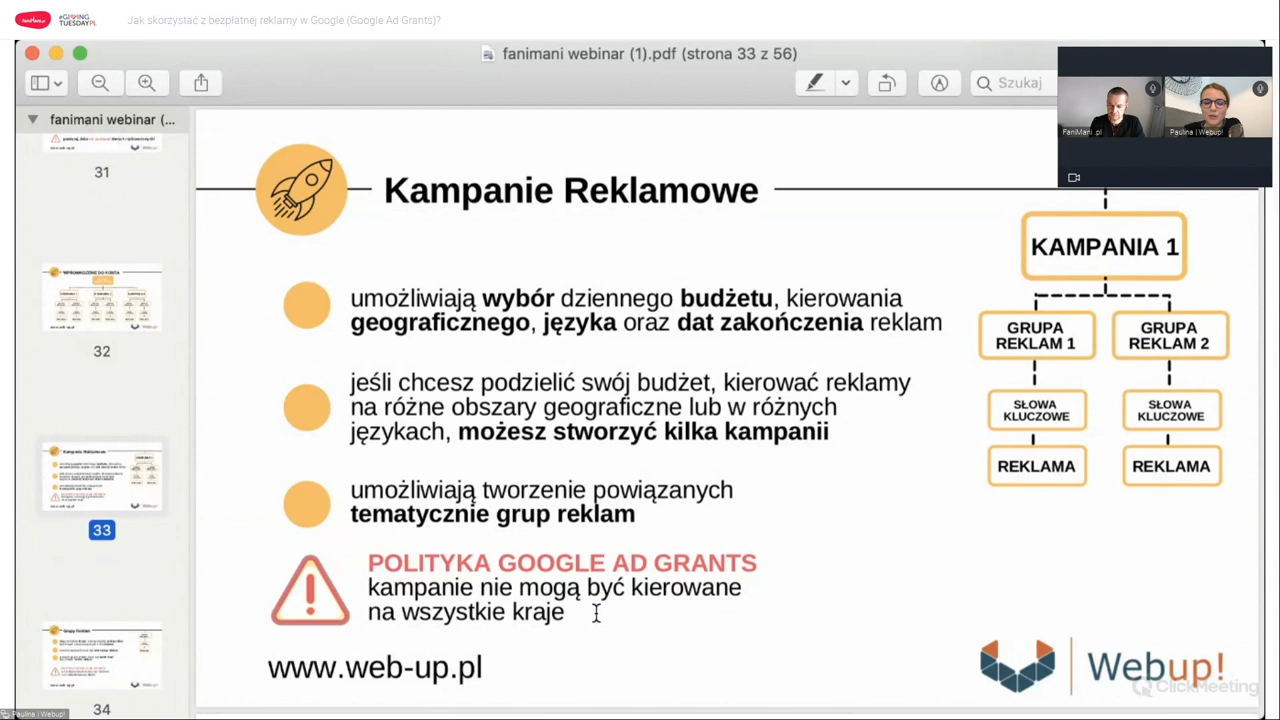 FaniMani.pl
#GIVING
TUESDAYPL
Jak skorzystać z bezpłatnej reklamy w Google (Google Ad Grants)?
fanimani webinar (1).pdf (strona 33 z 56)
Szukaj
FaniMani .pl
Paulina | Webup!
fanimani webinar (...
31
32
33
34
Kampanie Reklamowe
umożliwiają wybór dziennego budżetu, kierowania
geograficznego, języka oraz dat zakończenia reklam
jeśli chcesz podzielić swój budżet, kierować reklamy
na różne obszary geograficzne lub w różnych
językach, możesz stworzyć kilka kampanii
umożliwiają tworzenie powiązanych
tematycznie grup reklam
POLITYKA GOOGLE AD GRANTS
kampanie nie mogą być kierowane
na wszystkie kraje
www.web-up.pl
KAMPANIA 1
GRUPA
REKLAM 1
GRUPA
REKLAM 2
SŁOWA
KLUCZOWE
SŁOWA
KLUCZOWE
REKLAMA
REKLAMA
Webup!
ClickMeeting
Paulina | Webup!